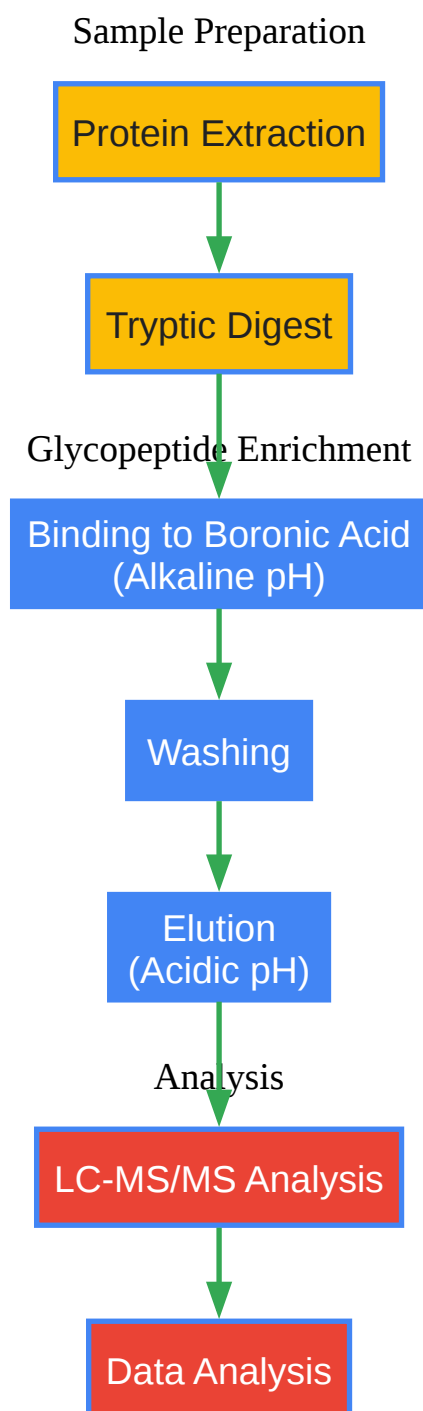 Sample Preparation
Protein Extraction
Tryptic Digest
Glycopeptide Enrichment
Binding to Boronic Acid
(Alkaline pH)
Washing
Elution
(Acidic pH)
Analysis
LC-MS/MS Analysis
Data Analysis